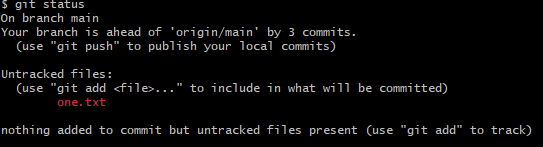 $ git status
On branch main
Your branch is ahead of 'origin/main' by 3 commits.
  (use "git push" to publish your local commits)

Untracked files:
  (use "git add <file>..." to include in what will be committed)
        one.txt

nothing added to commit but untracked files present (use "git add" to track)